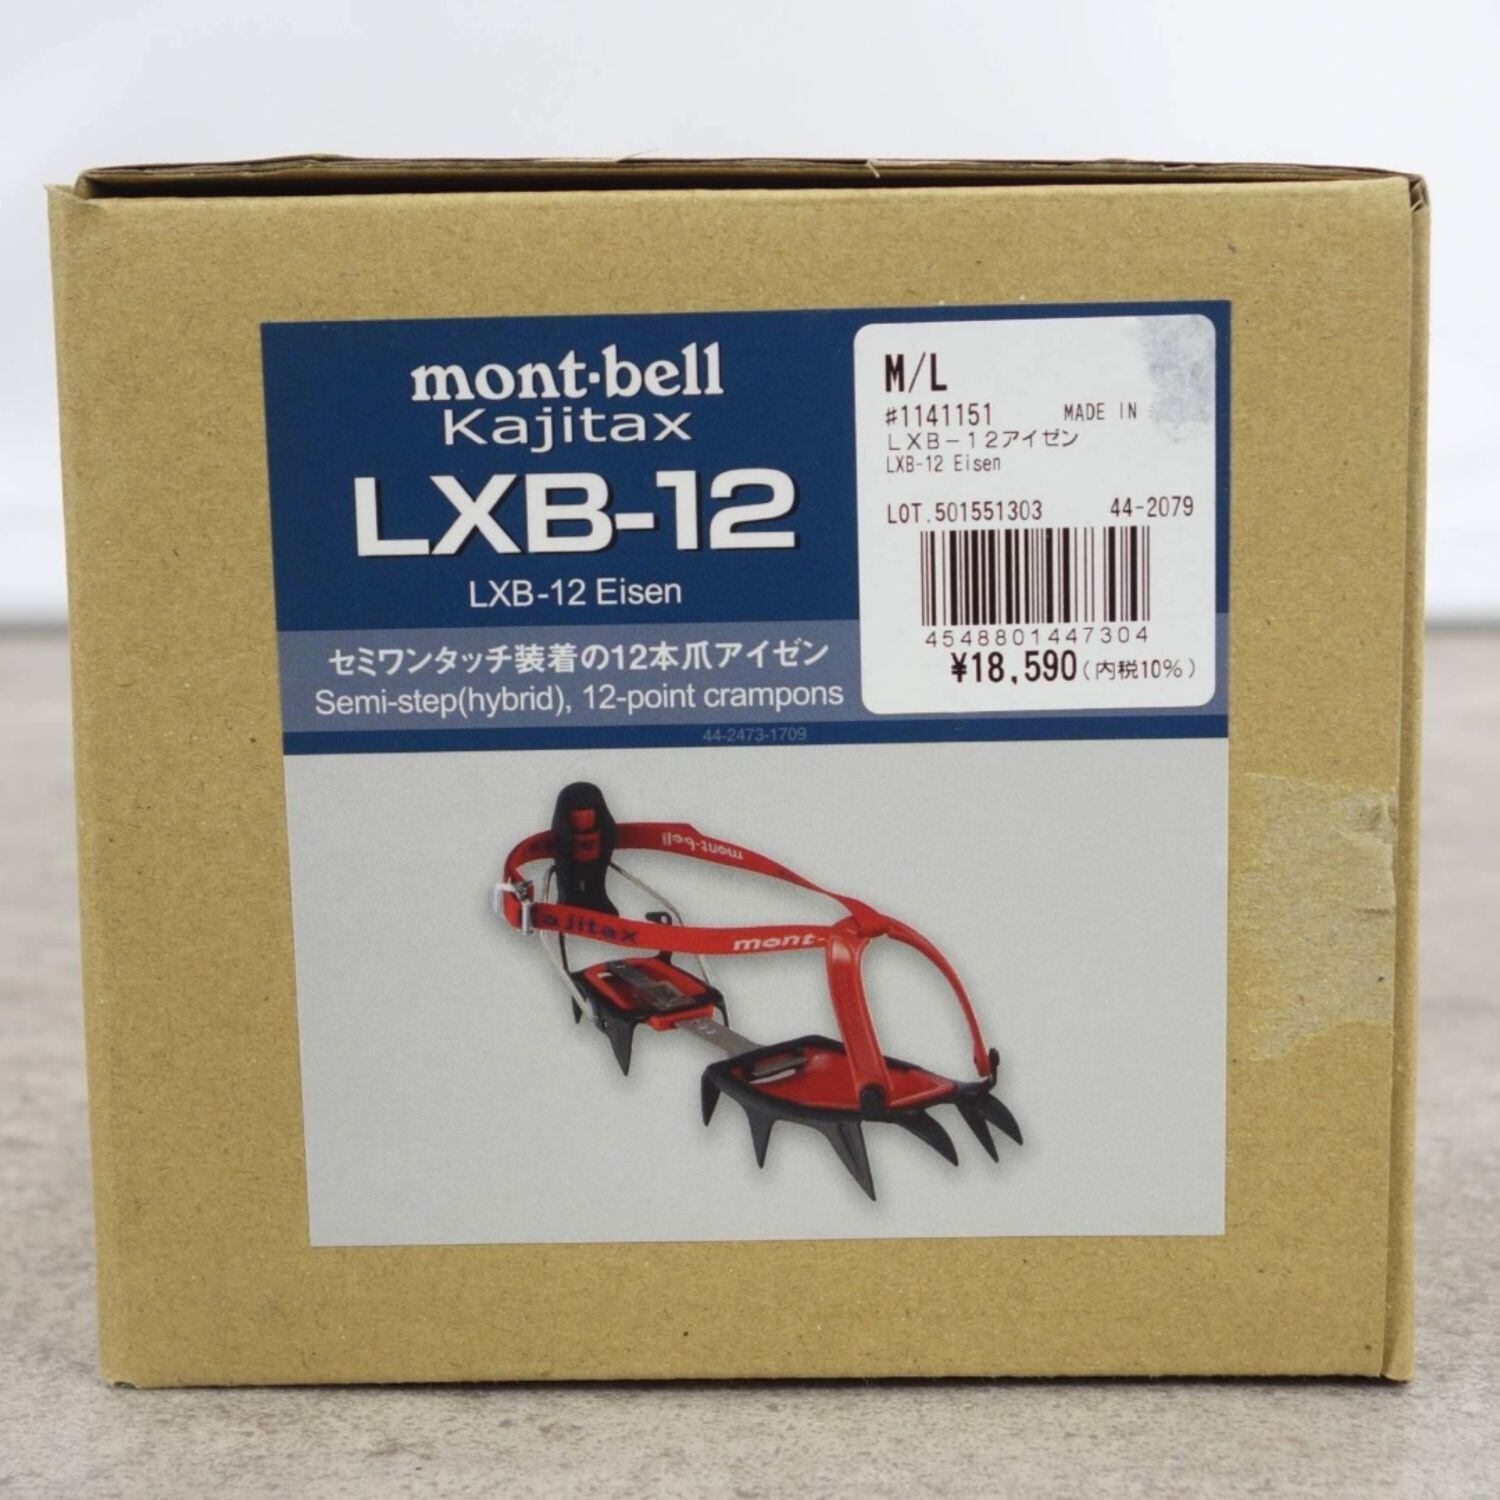 mont-bell
Kajitax
LXB-12
LXB-12 Eisen
セミワンタッチ装着の12本爪アイゼン
Semi-step(hybrid), 12-point crampons
44-2473-1709
M/L
#1141151 MADE IN
LXB-12アイゼン
LXB-12 Eisen
LOT.501551303 44-2079
4548801447304
¥18,590(内税10%)
mont-bell
Kajitax mont-